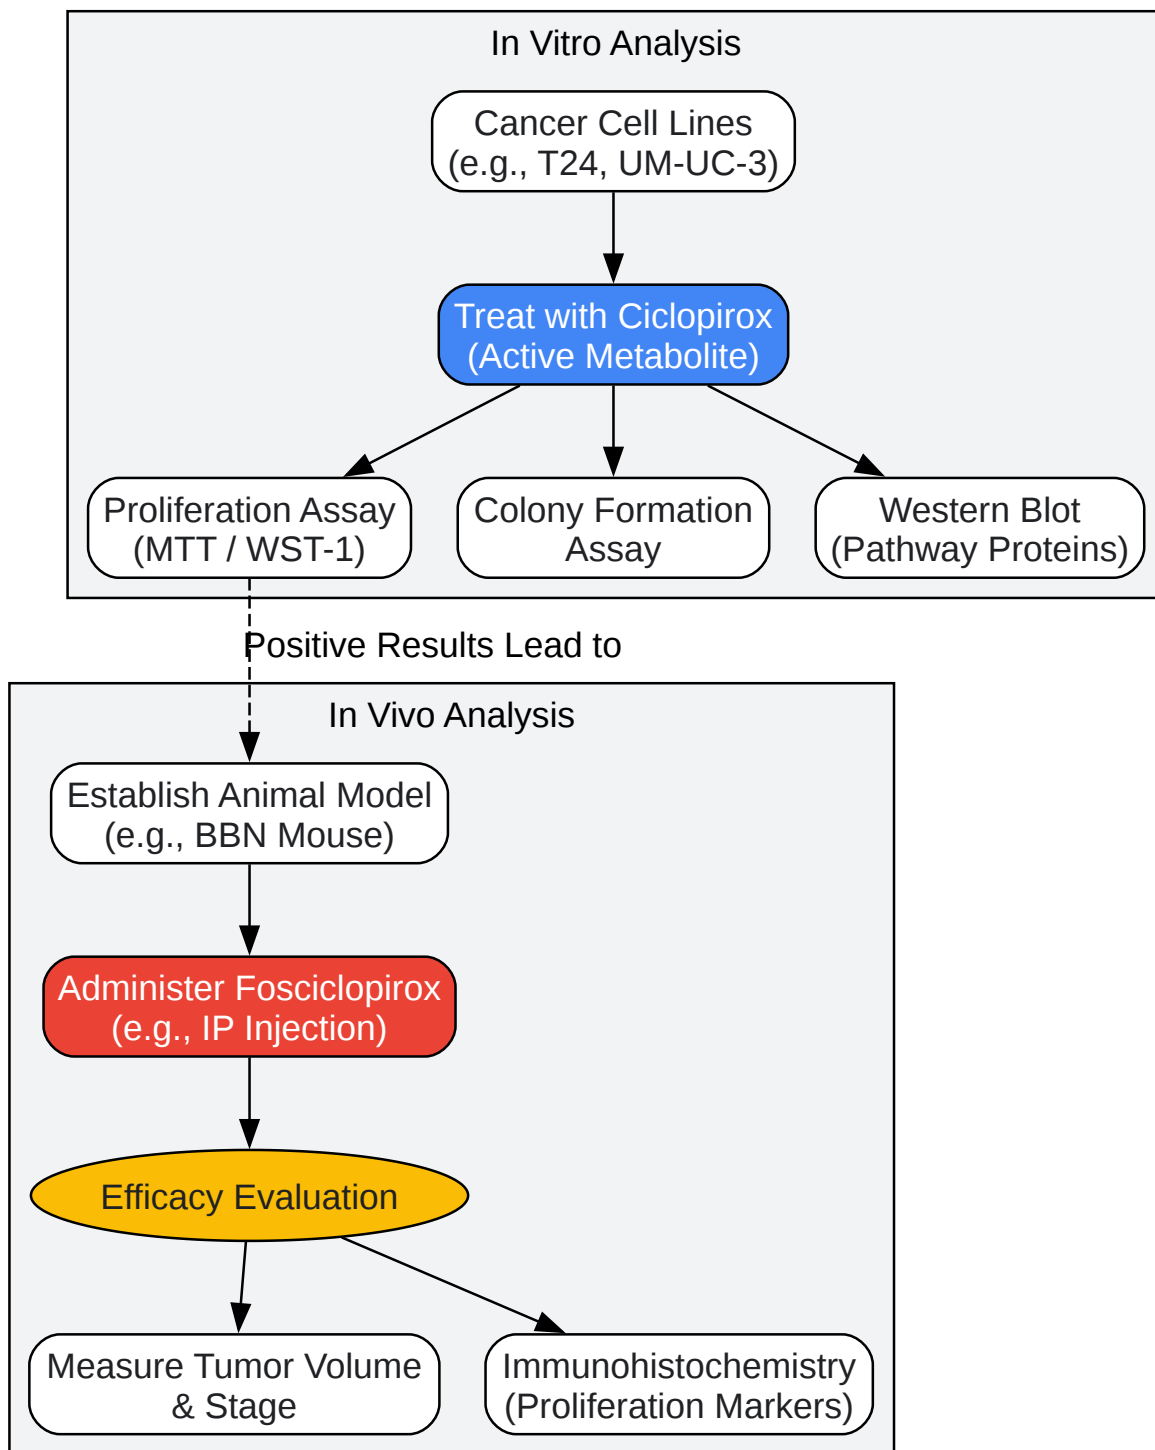 In Vitro Analysis
Cancer Cell Lines
(e.g., T24, UM-UC-3)
Treat with Ciclopirox
(Active Metabolite)
Proliferation Assay
(MTT / WST-1)
Colony Formation
Assay
Western Blot
(Pathway Proteins)
Positive Results Lead to
In Vivo Analysis
Establish Animal Model
(e.g., BBN Mouse)
Administer Fosciclopirox
(e.g., IP Injection)
Efficacy Evaluation
Measure Tumor Volume
& Stage
Immunohistochemistry
(Proliferation Markers)